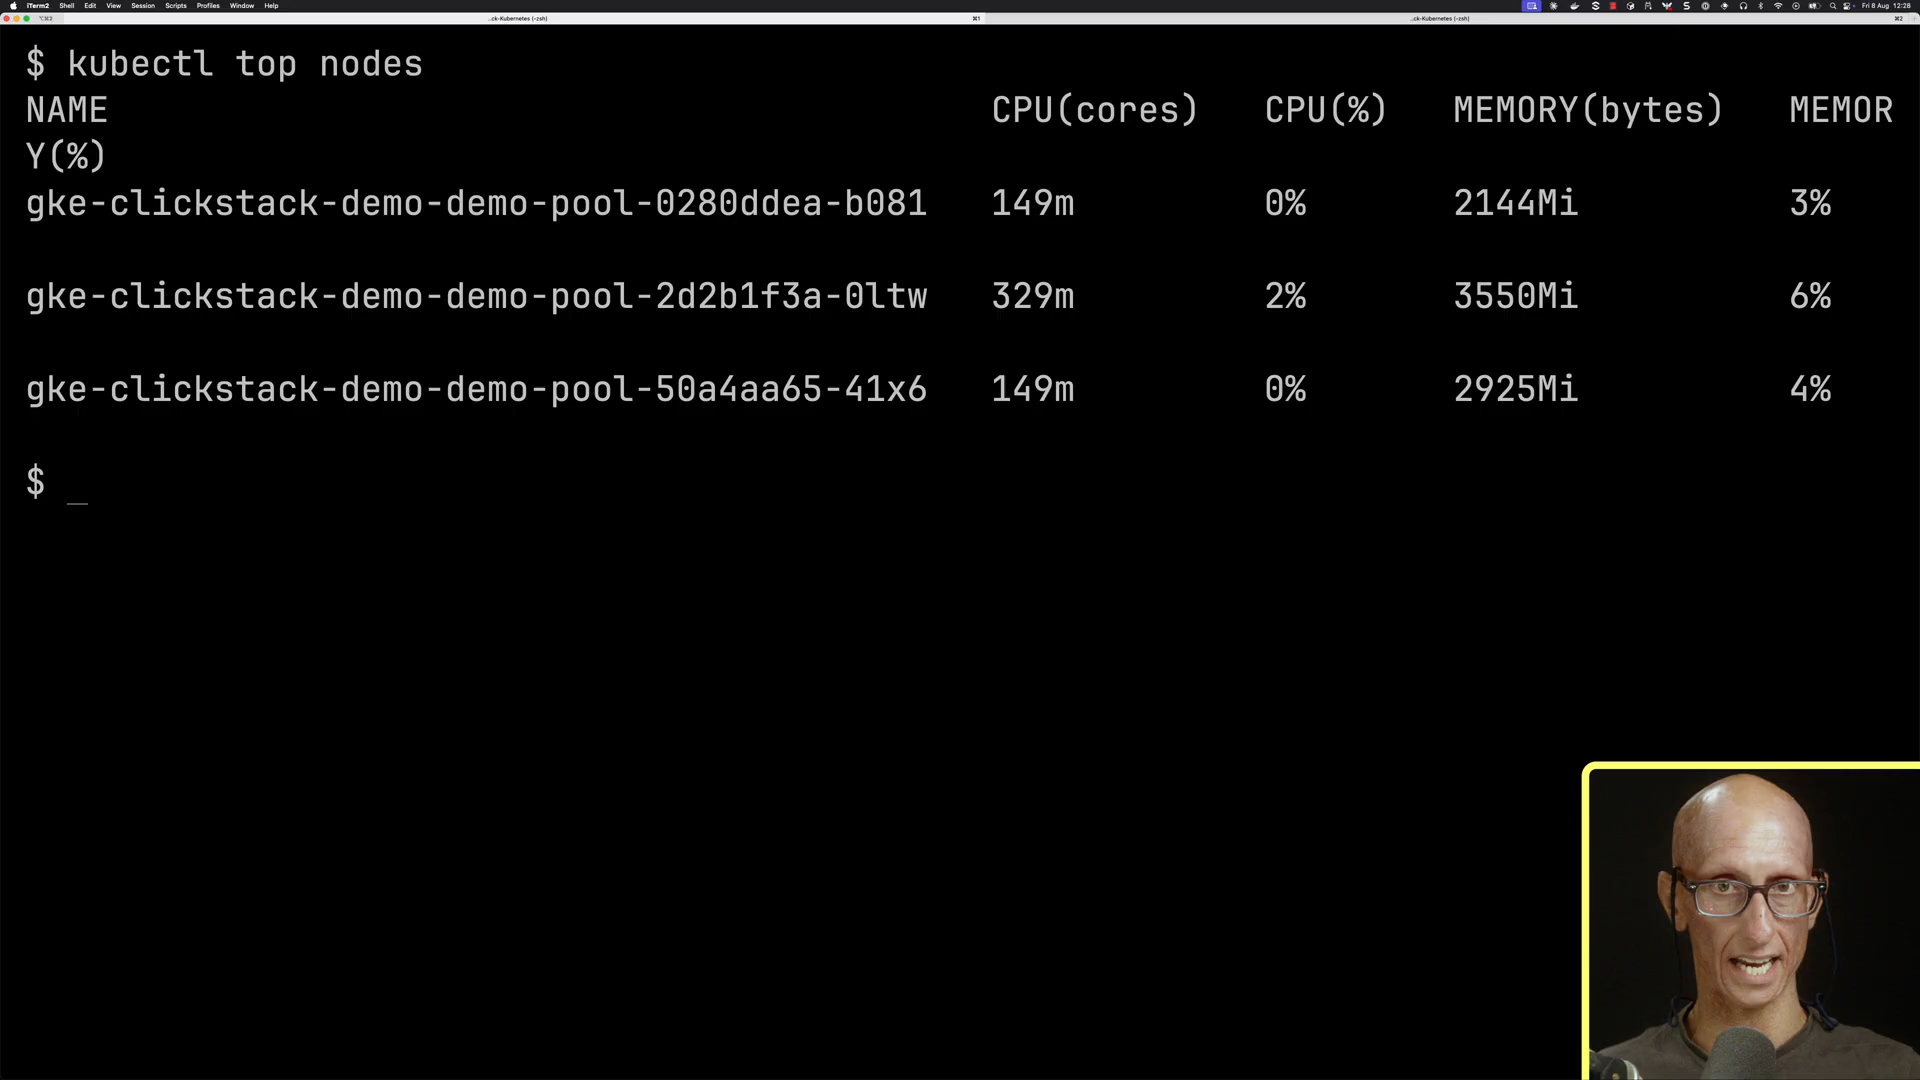 iTerm2 Shell Edit View Session Scripts Profiles Window Help Fri 8 Aug 12:28
⌥⌘2 ..ck-Kubernetes (-zsh) ⌘1 ..ck-Kubernetes (-zsh) ⌘2
$ kubectl top nodes
NAME CPU(cores) CPU(%) MEMORY(bytes) MEMOR
Y(%)
gke-clickstack-demo-demo-pool-0280ddea-b081 149m 0% 2144Mi 3%
gke-clickstack-demo-demo-pool-2d2b1f3a-0ltw 329m 2% 3550Mi 6%
gke-clickstack-demo-demo-pool-50a4aa65-41x6 149m 0% 2925Mi 4%
$ _